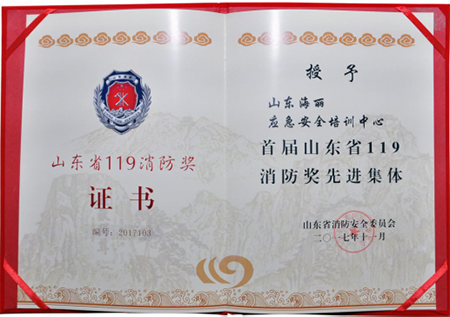 山东省119消防奖
证书
编号：2017103
授予
山东海丽
应急安全培训中心
首届山东省119
消防奖先进集体
山东省消防安全委员会
二〇一七年十一月